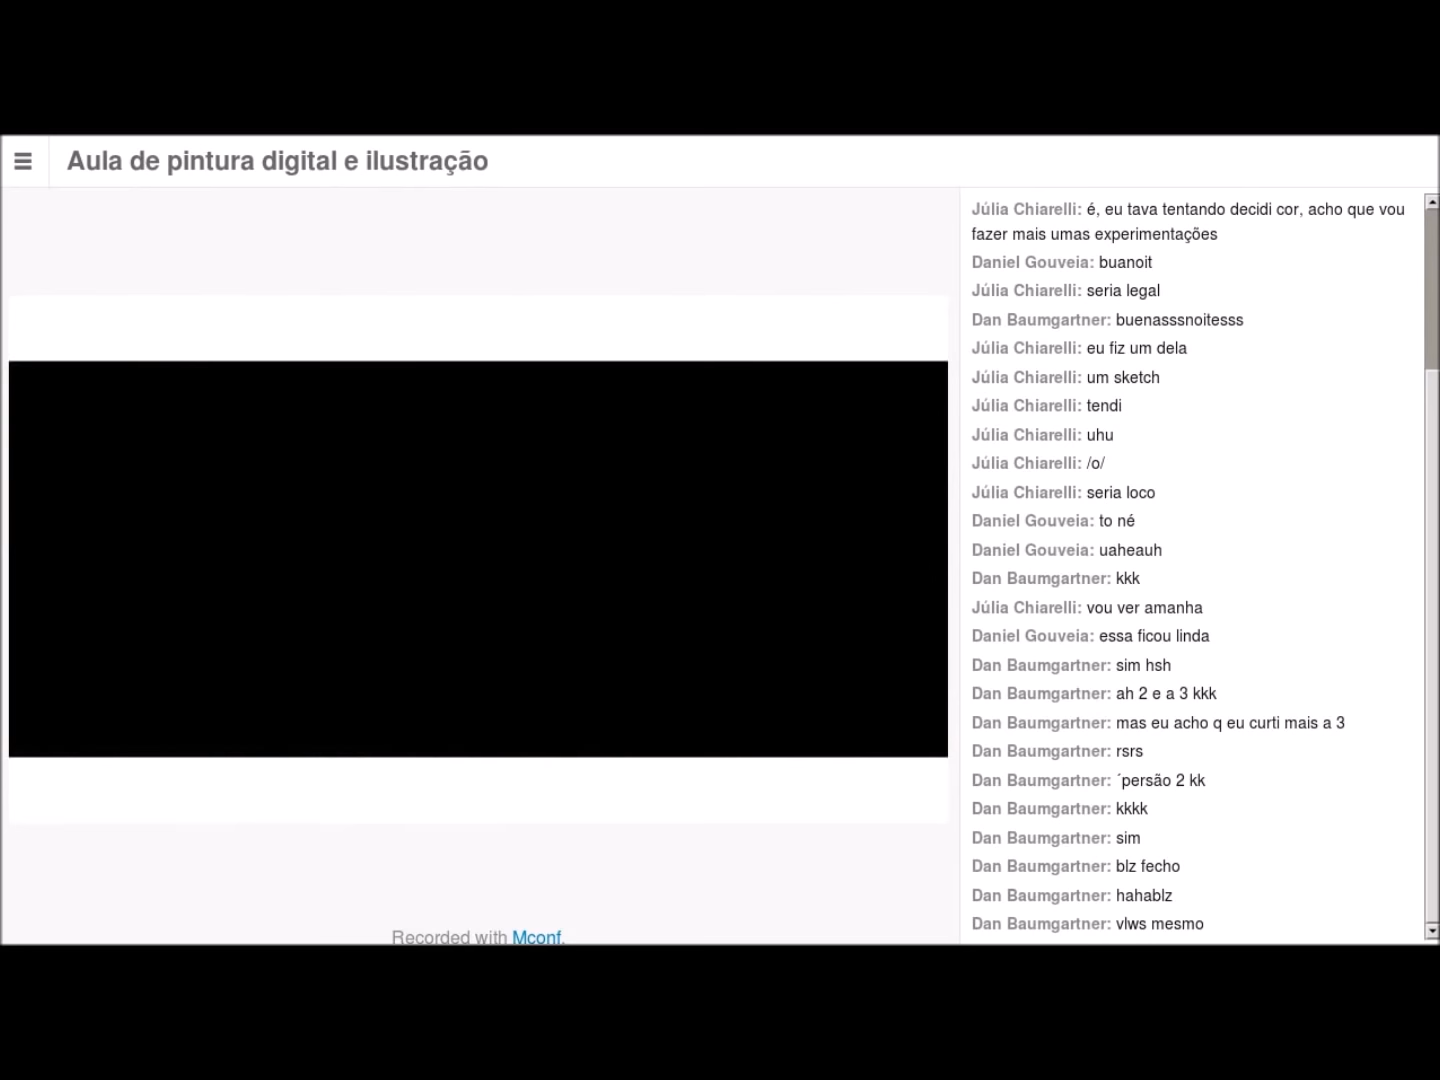 Aula de pintura digital e ilustração
Júlia Chiarelli: é, eu tava tentando decidi cor, acho que vou
fazer mais umas experimentações
Daniel Gouveia: buanoit
Júlia Chiarelli: seria legal
Dan Baumgartner: buenasssnoitesss
Júlia Chiarelli: eu fiz um dela
Júlia Chiarelli: um sketch
Júlia Chiarelli: tendi
Júlia Chiarelli: uhu
Júlia Chiarelli: /o/
Júlia Chiarelli: seria loco
Daniel Gouveia: to né
Daniel Gouveia: uaheauh
Dan Baumgartner: kkk
Júlia Chiarelli: vou ver amanha
Daniel Gouveia: essa ficou linda
Dan Baumgartner: sim hsh
Dan Baumgartner: ah 2 e a 3 kkk
Dan Baumgartner: mas eu acho q eu curti mais a 3
Dan Baumgartner: rsrs
Dan Baumgartner: ´persão 2 kk
Dan Baumgartner: kkkk
Dan Baumgartner: sim
Dan Baumgartner: blz fecho
Dan Baumgartner: hahablz
Dan Baumgartner: vlws mesmo
Recorded with Mconf.